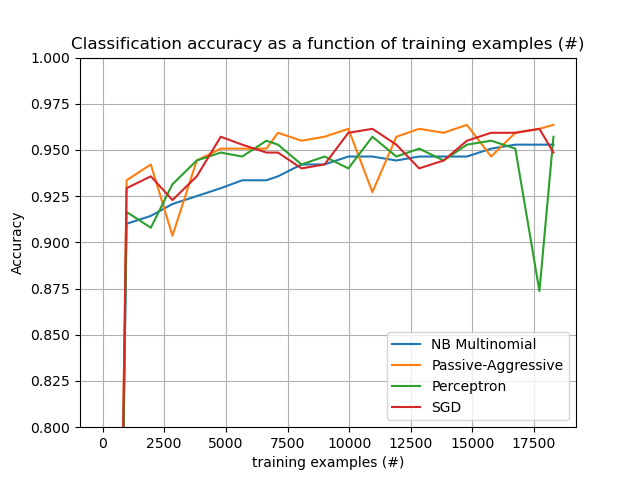 Classification accuracy as a function of training examples (#)
1.000
0.975
0.950
0.925
0.900
0.875
0.850
0.825
0.800
Accuracy
NB Multinomial
Passive-Aggressive
Perceptron
SGD
0 2500 5000 7500 10000 12500 15000 17500
training examples (#)